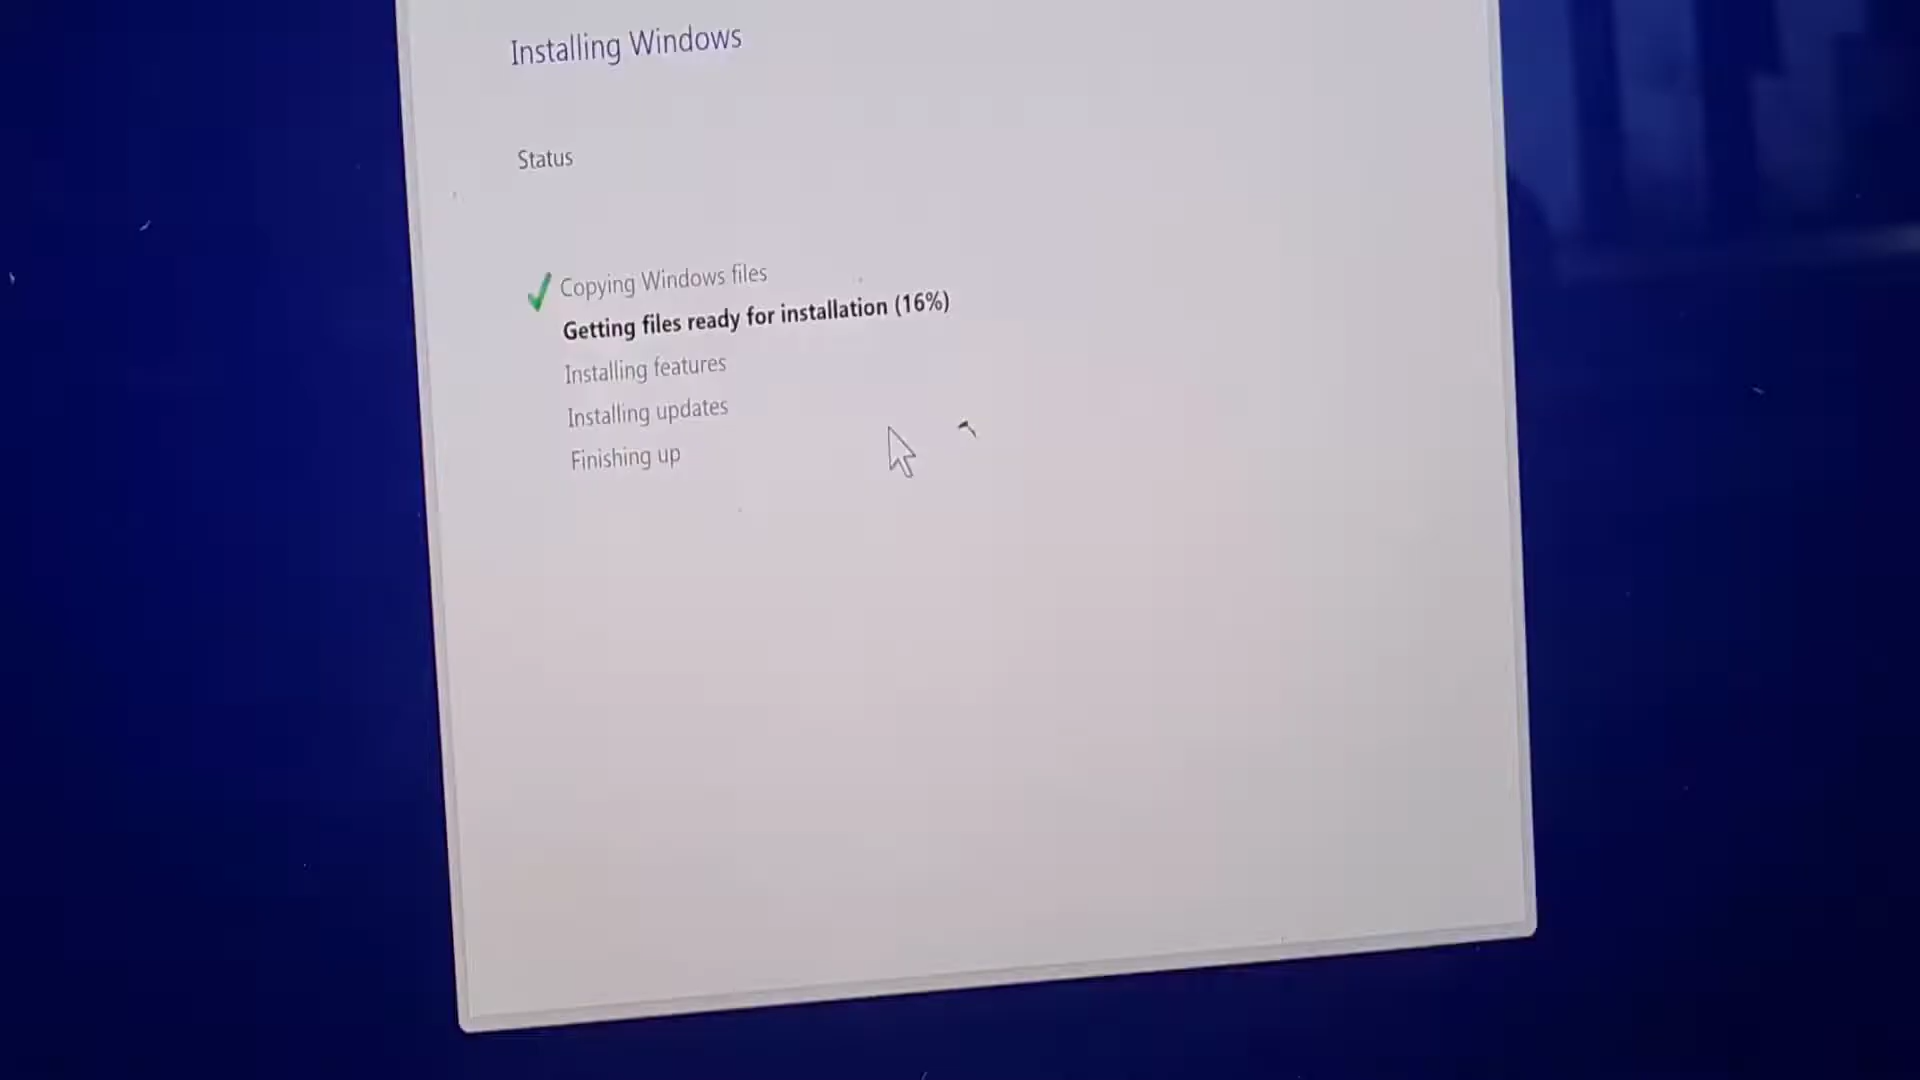 Installing Windows
Status
Copying Windows files
Getting files ready for installation (16%)
Installing features
Installing updates
Finishing up